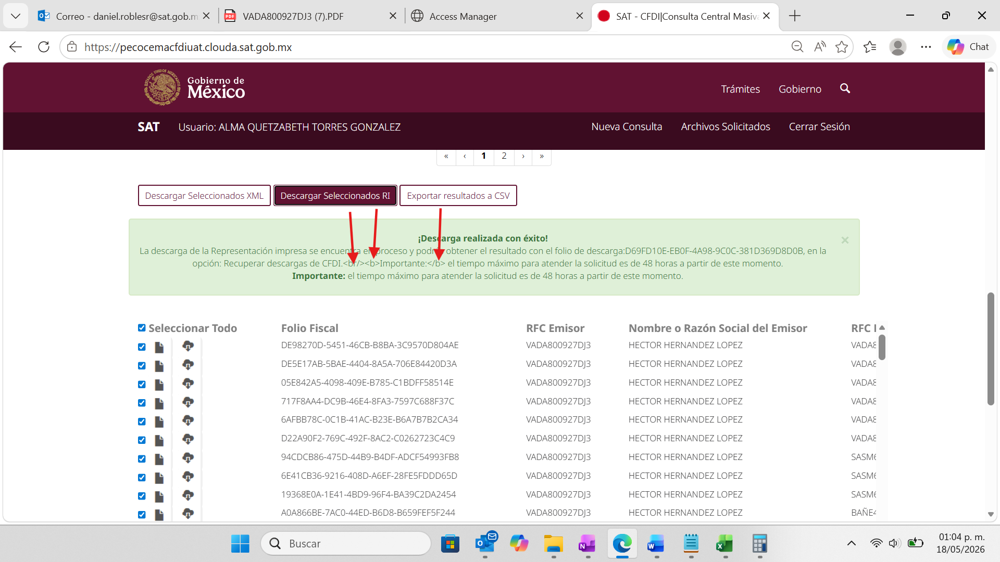 Correo - daniel.roblesr@sat.gob.m
VADA800927DJ3 (7).PDF
Access Manager
SAT - CFDI|Consulta Central Masiva
https://pecocemacfdiuat.clouda.sat.gob.mx
Chat
Gobierno de
México
Trámites
Gobierno
SAT
Usuario: ALMA QUETZABETH TORRES GONZALEZ
Nueva Consulta
Archivos Solicitados
Cerrar Sesión
« ‹ 1 2 › »
Descargar Seleccionados XML
Descargar Seleccionados RI
Exportar resultados a CSV
¡Descarga realizada con éxito!
La descarga de la Representación impresa se encuentra en proceso y podrá obtener el resultado con el folio de descarga:D69FD10E-EB0F-4A98-9C0C-381D369D8D0B, en la
opción: Recuperar descargas de CFDI.<br/><b>Importante:</b> el tiempo máximo para atender la solicitud es de 48 horas a partir de este momento.
Importante: el tiempo máximo para atender la solicitud es de 48 horas a partir de este momento.
Seleccionar Todo Folio Fiscal RFC Emisor Nombre o Razón Social del Emisor RFC
DE98270D-5451-46CB-B8BA-3C9570D804AE VADA800927DJ3 HECTOR HERNANDEZ LOPEZ VADA8
DE5E17AB-5BAE-4404-8A5A-706E84420D3A VADA800927DJ3 HECTOR HERNANDEZ LOPEZ VADA8
05E842A5-4098-409E-B785-C1BDFF58514E VADA800927DJ3 HECTOR HERNANDEZ LOPEZ VADA8
717F8AA4-DC9B-46E4-8FA3-7597C688F37C VADA800927DJ3 HECTOR HERNANDEZ LOPEZ VADA8
6AFBB78C-0C1B-41AC-B23E-B6A7B7B2CA34 VADA800927DJ3 HECTOR HERNANDEZ LOPEZ VADA8
D22A90F2-769C-492F-8AC2-C0262723C4C9 VADA800927DJ3 HECTOR HERNANDEZ LOPEZ VADA8
94CDCB86-475D-44B9-B4DF-ADCF54993FB8 VADA800927DJ3 HECTOR HERNANDEZ LOPEZ SASM6
6E41CB36-9216-408D-A6EF-28FE5FDDD65D VADA800927DJ3 HECTOR HERNANDEZ LOPEZ SASM6
19368E0A-1E41-4BD9-96F4-BA39C2DA2454 VADA800927DJ3 HECTOR HERNANDEZ LOPEZ SASM6
A0A866BE-7AC0-44ED-B6D8-B659FEF5F244 VADA800927DJ3 HECTOR HERNANDEZ LOPEZ BAÑE4
Buscar
01:04 p. m.
18/05/2026